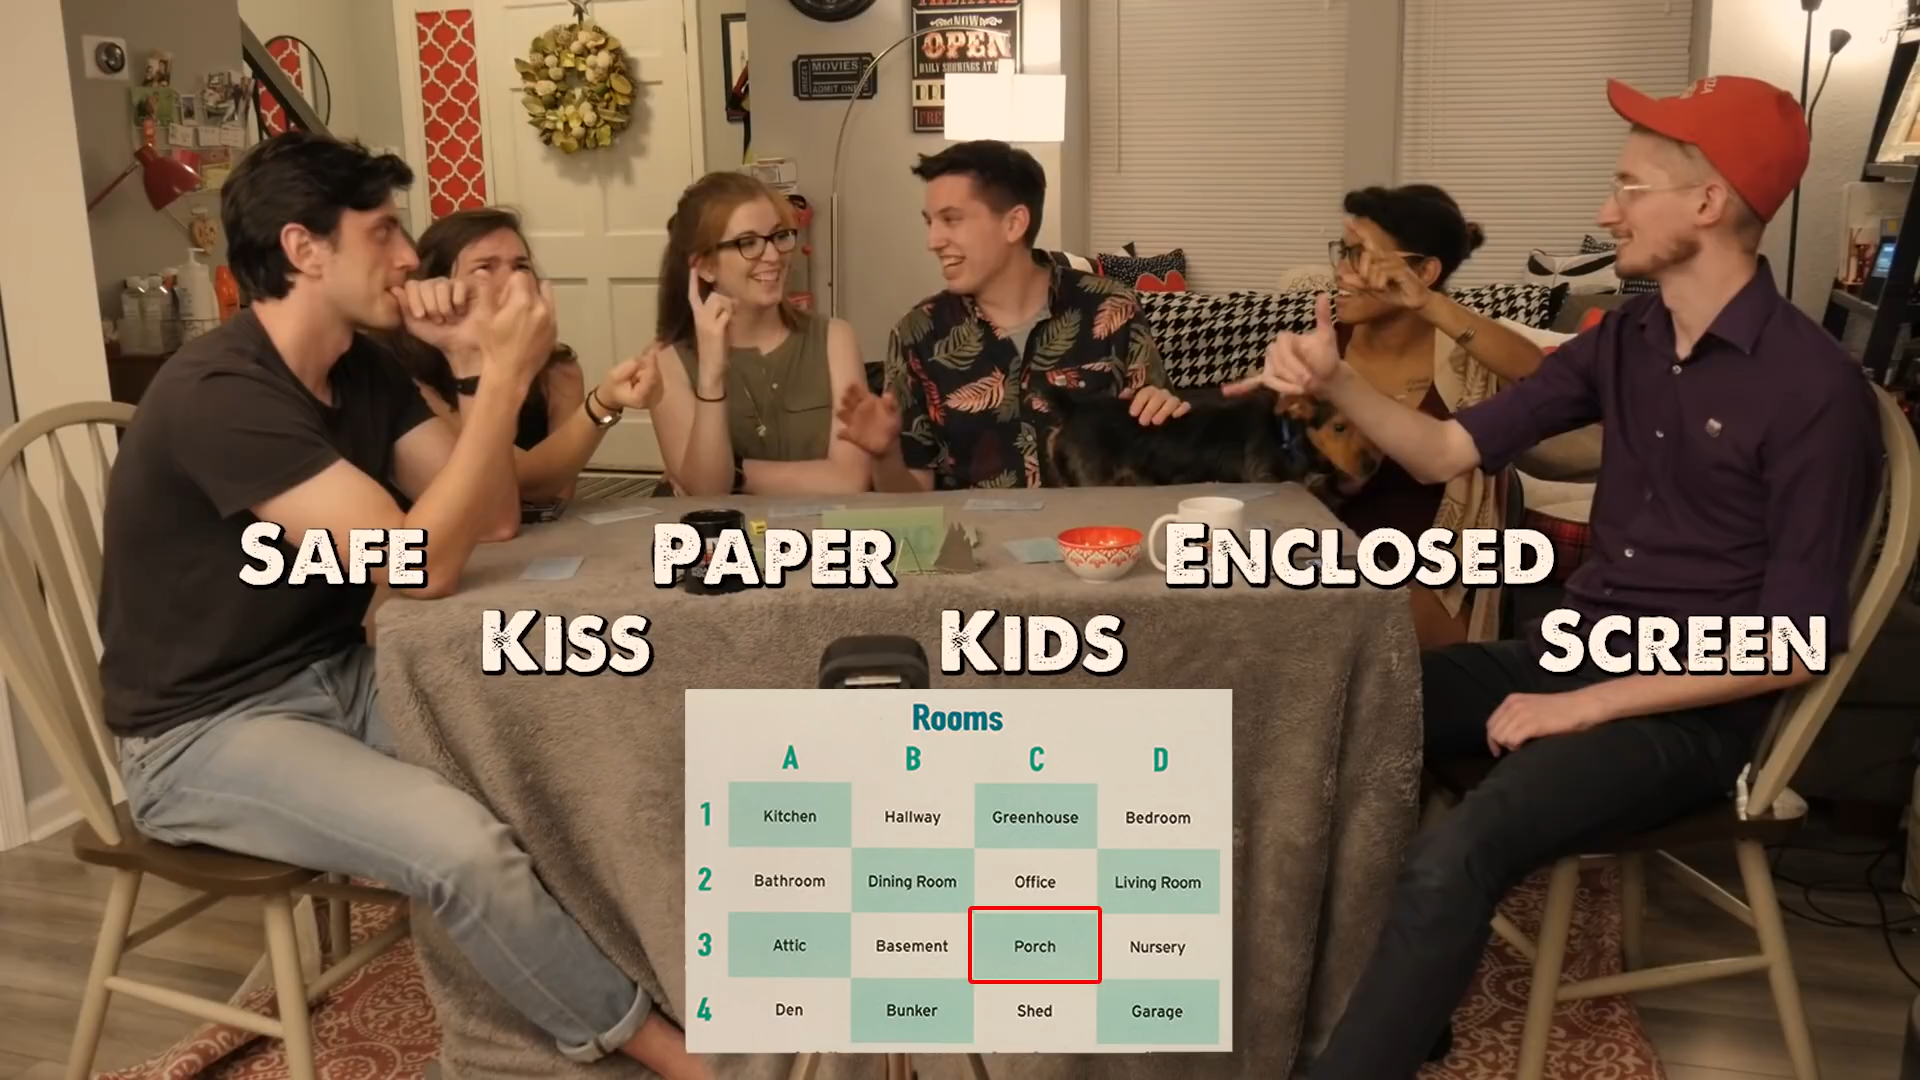 NOW
OPEN
DAILY SHOWINGS AT
MOVIES
ADMIT ONE
SAFE
PAPER
ENCLOSED
KISS
KIDS
SCREEN
Rooms
A B C D
1 Kitchen Hallway Greenhouse Bedroom
2 Bathroom Dining Room Office Living Room
3 Attic Basement Porch Nursery
4 Den Bunker Shed Garage